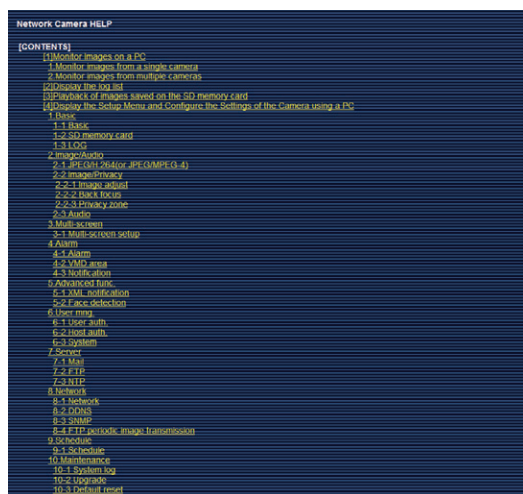 Network Camera HELP
[CONTENTS]
[1]Monitor images on a PC
1.Monitor images from a single camera
2.Monitor images from multiple cameras
[2]Display the log list
[3]Playback of images saved on the SD memory card
[4]Display the Setup Menu and Configure the Settings of the Camera using a PC
1.Basic
1-1 Basic
1-2 SD memory card
1-3 LOG
2.Image/Audio
2-1 JPEG/H.264(or JPEG/MPEG-4)
2-2 Image/Privacy
2-2-1 Image adjust
2-2-2 Back focus
2-2-3 Privacy zone
2-3 Audio
3.Multi-screen
3-1 Multi-screen setup
4.Alarm
4-1 Alarm
4-2 VMD area
4-3 Notification
5.Advanced func.
5-1 XML notification
5-2 Face detection
6.User mng.
6-1 User auth.
6-2 Host auth.
6-3 System
7.Server
7-1 Mail
7-2 FTP
7-3 NTP
8.Network
8-1 Network
8-2 DDNS
8-3 SNMP
8-4 FTP periodic image transmission
9.Schedule
9-1 Schedule
10.Maintenance
10-1 System log
10-2 Upgrade
10-3 Default reset